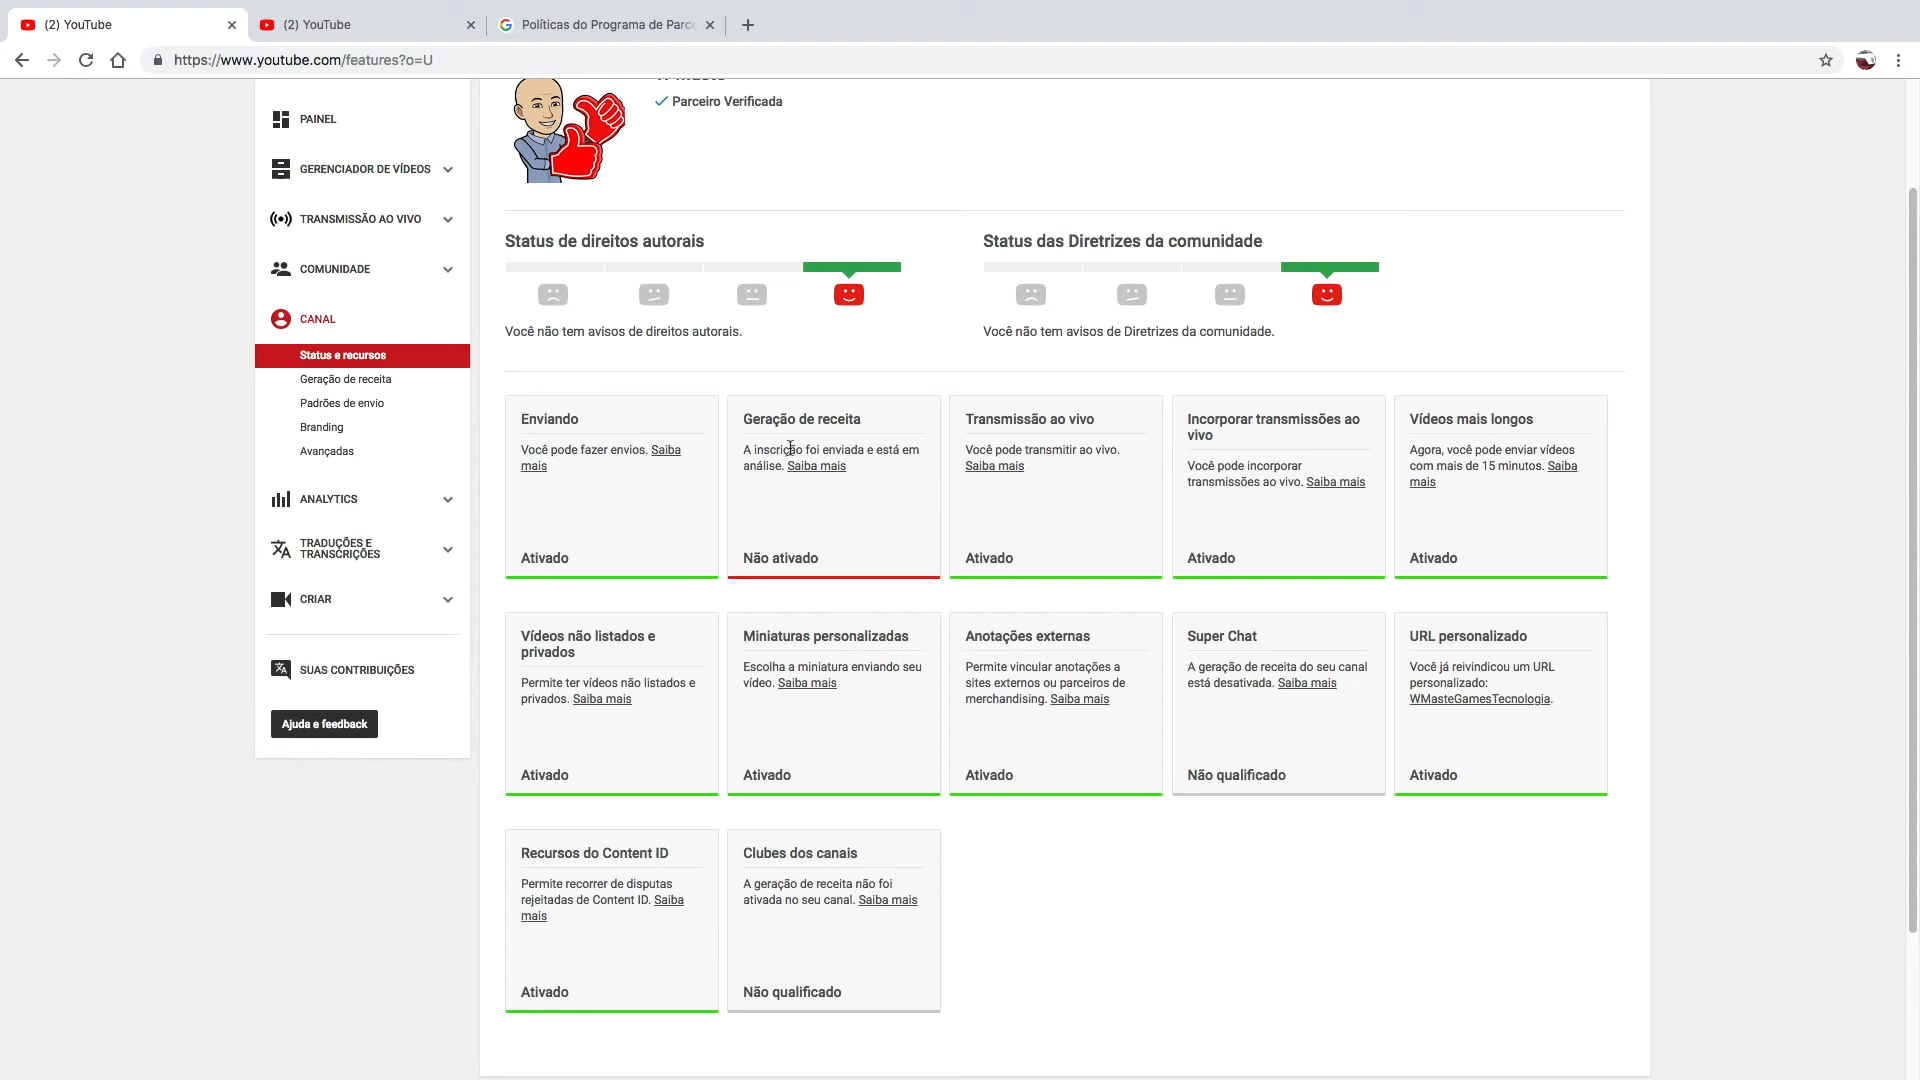 (2) YouTube
(2) YouTube
Políticas do Programa de Parce
https://www.youtube.com/features?o=U
Parceiro Verificada
PAINEL
GERENCIADOR DE VÍDEOS
TRANSMISSÃO AO VIVO
COMUNIDADE
CANAL
Status e recursos
Geração de receita
Padrões de envio
Branding
Avançadas
ANALYTICS
TRADUÇÕES E
TRANSCRIÇÕES
CRIAR
SUAS CONTRIBUIÇÕES
Ajuda e feedback
Status de direitos autorais
Você não tem avisos de direitos autorais.
Status das Diretrizes da comunidade
Você não tem avisos de Diretrizes da comunidade.
Enviando
Você pode fazer envios. Saiba
mais
Ativado
Geração de receita
A inscrição foi enviada e está em
análise. Saiba mais
Não ativado
Transmissão ao vivo
Você pode transmitir ao vivo.
Saiba mais
Ativado
Incorporar transmissões ao
vivo
Você pode incorporar
transmissões ao vivo. Saiba mais
Ativado
Vídeos mais longos
Agora, você pode enviar vídeos
com mais de 15 minutos. Saiba
mais
Ativado
Vídeos não listados e
privados
Permite ter vídeos não listados e
privados. Saiba mais
Ativado
Miniaturas personalizadas
Escolha a miniatura enviando seu
vídeo. Saiba mais
Ativado
Anotações externas
Permite vincular anotações a
sites externos ou parceiros de
merchandising. Saiba mais
Ativado
Super Chat
A geração de receita do seu canal
está desativada. Saiba mais
Não qualificado
URL personalizado
Você já reivindicou um URL
personalizado:
WMasteGamesTecnologia.
Ativado
Recursos do Content ID
Permite recorrer de disputas
rejeitadas de Content ID. Saiba
mais
Ativado
Clubes dos canais
A geração de receita não foi
ativada no seu canal. Saiba mais
Não qualificado